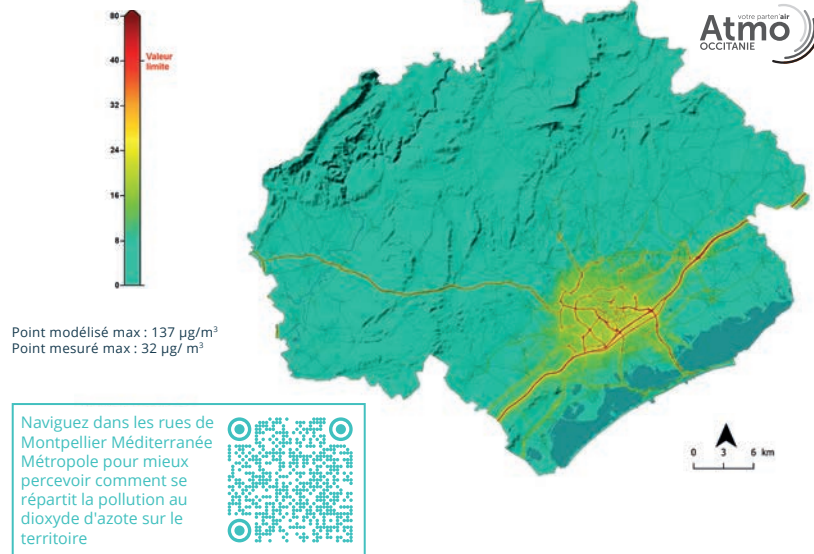 votre parten'air
Atmo
OCCITANIE
80
40
Valeur
limite
32
24
16
8
0
Point modélisé max : 137 µg/m³
Point mesuré max : 32 µg/ m³
Naviguez dans les rues de
Montpellier Méditerranée
Métropole pour mieux
percevoir comment se
répartit la pollution au
dioxyde d'azote sur le
territoire
0 3 6 km